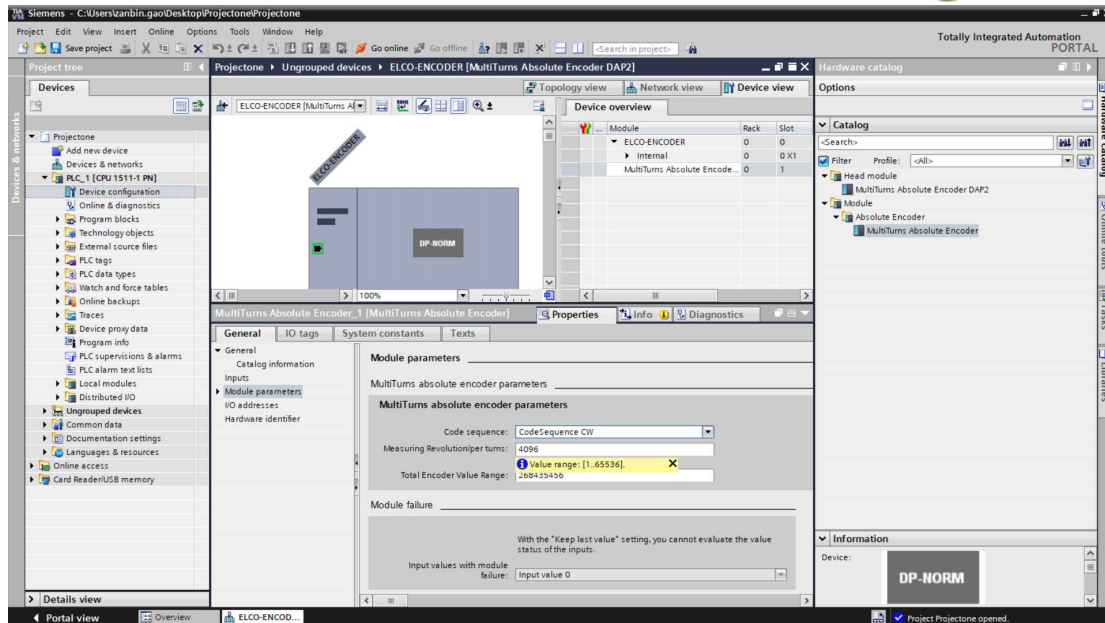 Siemens - C:\Users\zanbin.gao\Desktop\Projectone\Projectone
Project Edit View Insert Online Options Tools Window Help
Totally Integrated Automation
PORTAL
Save project Go online Go offline <Search in project>
Project tree
Devices
Projectone
Add new device
Devices & networks
PLC_1 [CPU 1511-1 PN]
Device configuration
Online & diagnostics
Program blocks
Technology objects
External source files
PLC tags
PLC data types
Watch and force tables
Online backups
Traces
Device proxy data
Program info
PLC supervisions & alarms
PLC alarm text lists
Local modules
Distributed I/O
Ungrouped devices
Common data
Documentation settings
Languages & resources
Online access
Card Reader/USB memory
Details view
Devices & networks
Projectone Ungrouped devices ELCO-ENCODER [MultiTurns Absolute Encoder DAP2]
Topology view Network view Device view
ELCO-ENCODER [MultiTurns Al
ELCO-ENCODER
DP-NORM
100%
Device overview
... Module Rack Slot
ELCO-ENCODER 0 0
Internal 0 0 X1
MultiTurns Absolute Encode... 0 1
MultiTurns Absolute Encoder_1 [MultiTurns Absolute Encoder]
Properties Info Diagnostics
General IO tags System constants Texts
General
Catalog information
Inputs
Module parameters
I/O addresses
Hardware identifier
Module parameters
MultiTurns absolute encoder parameters
MultiTurns absolute encoder parameters
Code sequence: CodeSequence CW
Measuring Revolution/per turns: 4096
Value range: [1..65536].
Total Encoder Value Range: 268435456
Module failure
With the "Keep last value" setting, you cannot evaluate the value
status of the inputs.
Input values with module
failure: Input value 0
Hardware catalog
Options
Catalog
<Search>
Filter Profile: <All>
Head module
MultiTurns Absolute Encoder DAP2
Module
Absolute Encoder
MultiTurns Absolute Encoder
Information
Device:
DP-NORM
Hardware catalog
Online tools
Tasks
Libraries
Portal view Overview ELCO-ENCOD...
Project Projectone opened.